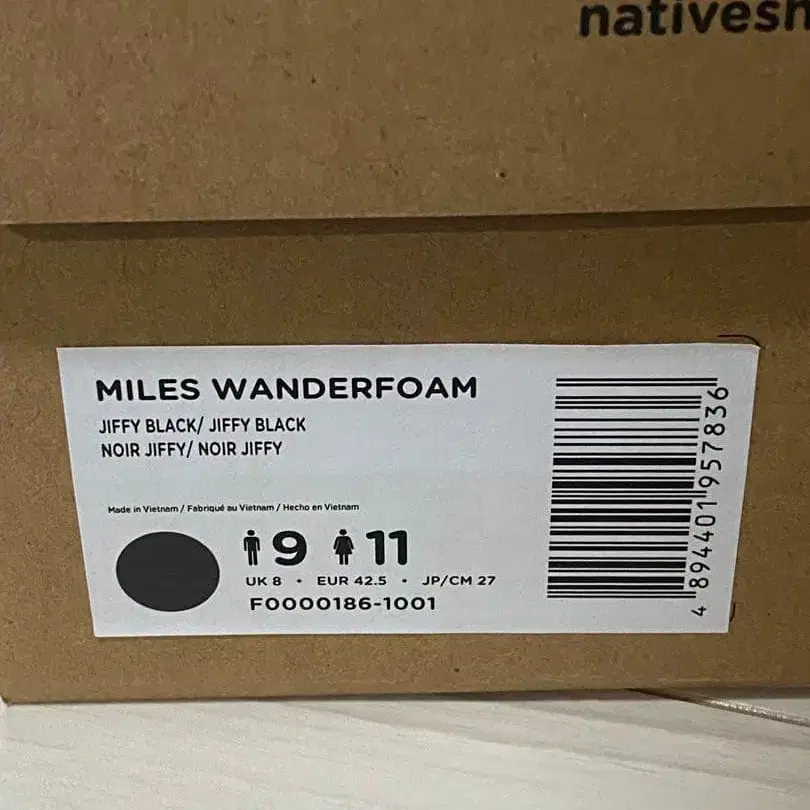 nativesh
MILES WANDERFOAM
JIFFY BLACK/ JIFFY BLACK
NOIR JIFFY/ NOIR JIFFY
Made in Vietnam / Fabriqué au Vietnam / Hecho en Vietnam
9 11
UK 8 • EUR 42.5 • JP/CM 27
F0000186-1001
4 894401 957836